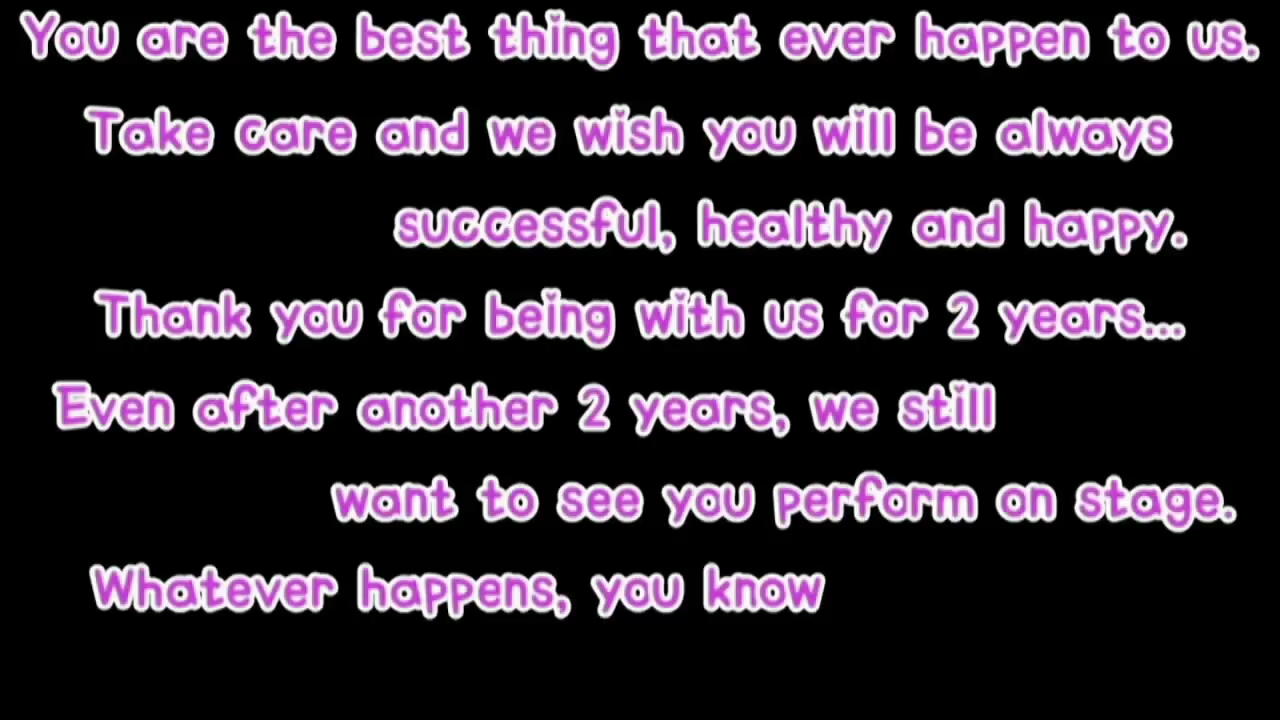 You are the best thing that ever happen to us.
Take care and we wish you will be always
successful, healthy and happy.
Thank you for being with us for 2 years...
Even after another 2 years, we still
want to see you perform on stage.
Whatever happens, you know